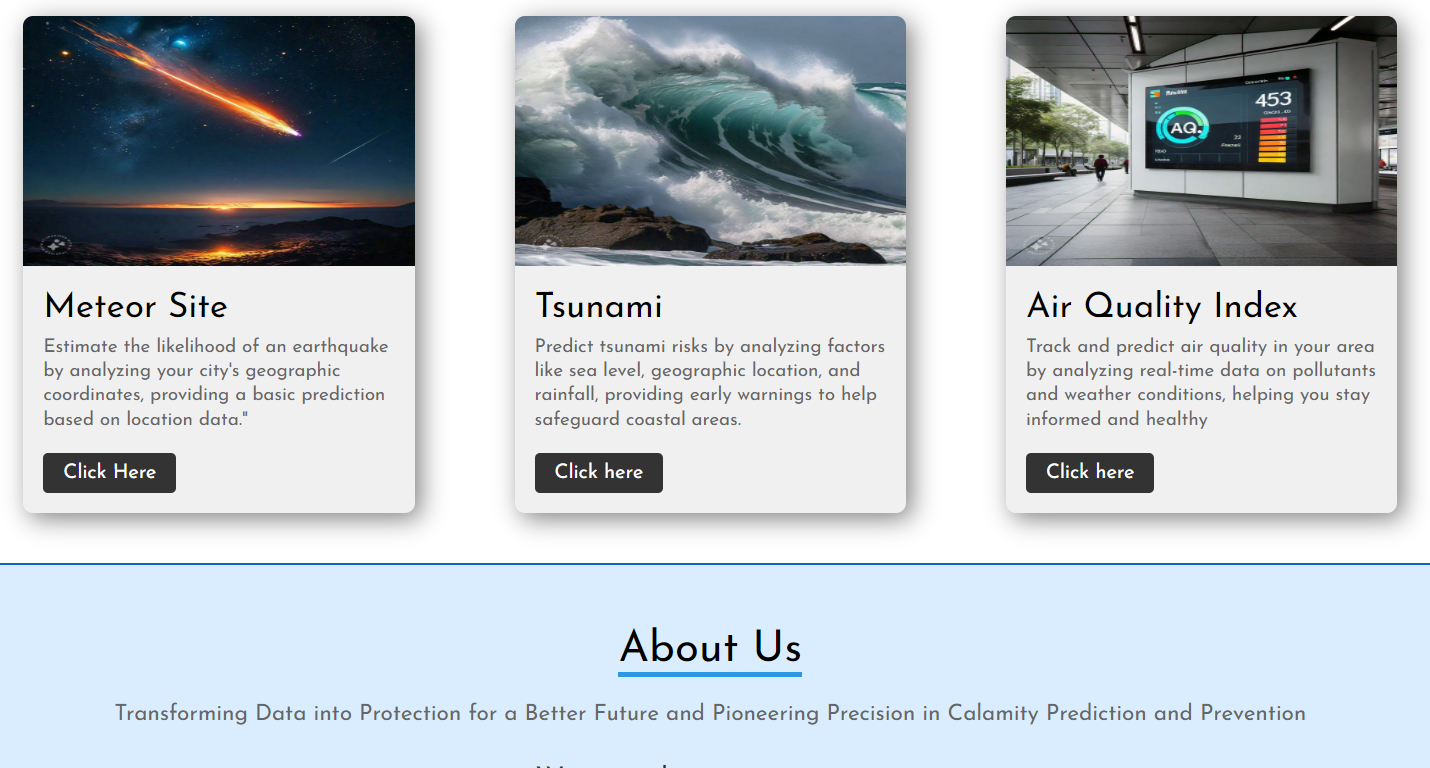 AQ
453
Meteor Site
Estimate the likelihood of an earthquake
by analyzing your city's geographic
coordinates, providing a basic prediction
based on location data."
Click Here
Tsunami
Predict tsunami risks by analyzing factors
like sea level, geographic location, and
rainfall, providing early warnings to help
safeguard coastal areas.
Click here
Air Quality Index
Track and predict air quality in your area
by analyzing real-time data on pollutants
and weather conditions, helping you stay
informed and healthy
Click here
About Us
Transforming Data into Protection for a Better Future and Pioneering Precision in Calamity Prediction and Prevention